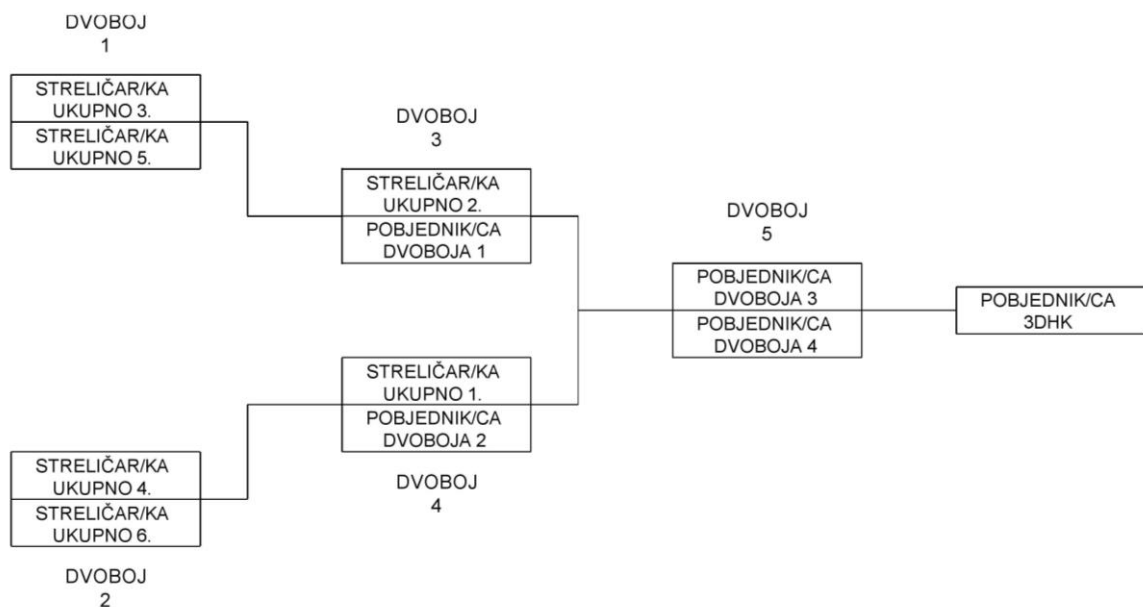 DVOBOJ
1
STRELIČAR/KA
UKUPNO 3.
STRELIČAR/KA
UKUPNO 5.
DVOBOJ
3
STRELIČAR/KA
UKUPNO 2.
POBJEDNIK/CA
DVOBOJA 1
DVOBOJ
5
POBJEDNIK/CA
DVOBOJA 3
POBJEDNIK/CA
DVOBOJA 4
POBJEDNIK/CA
3DHK
STRELIČAR/KA
UKUPNO 1.
POBJEDNIK/CA
DVOBOJA 2
DVOBOJ
4
STRELIČAR/KA
UKUPNO 4.
STRELIČAR/KA
UKUPNO 6.
DVOBOJ
2